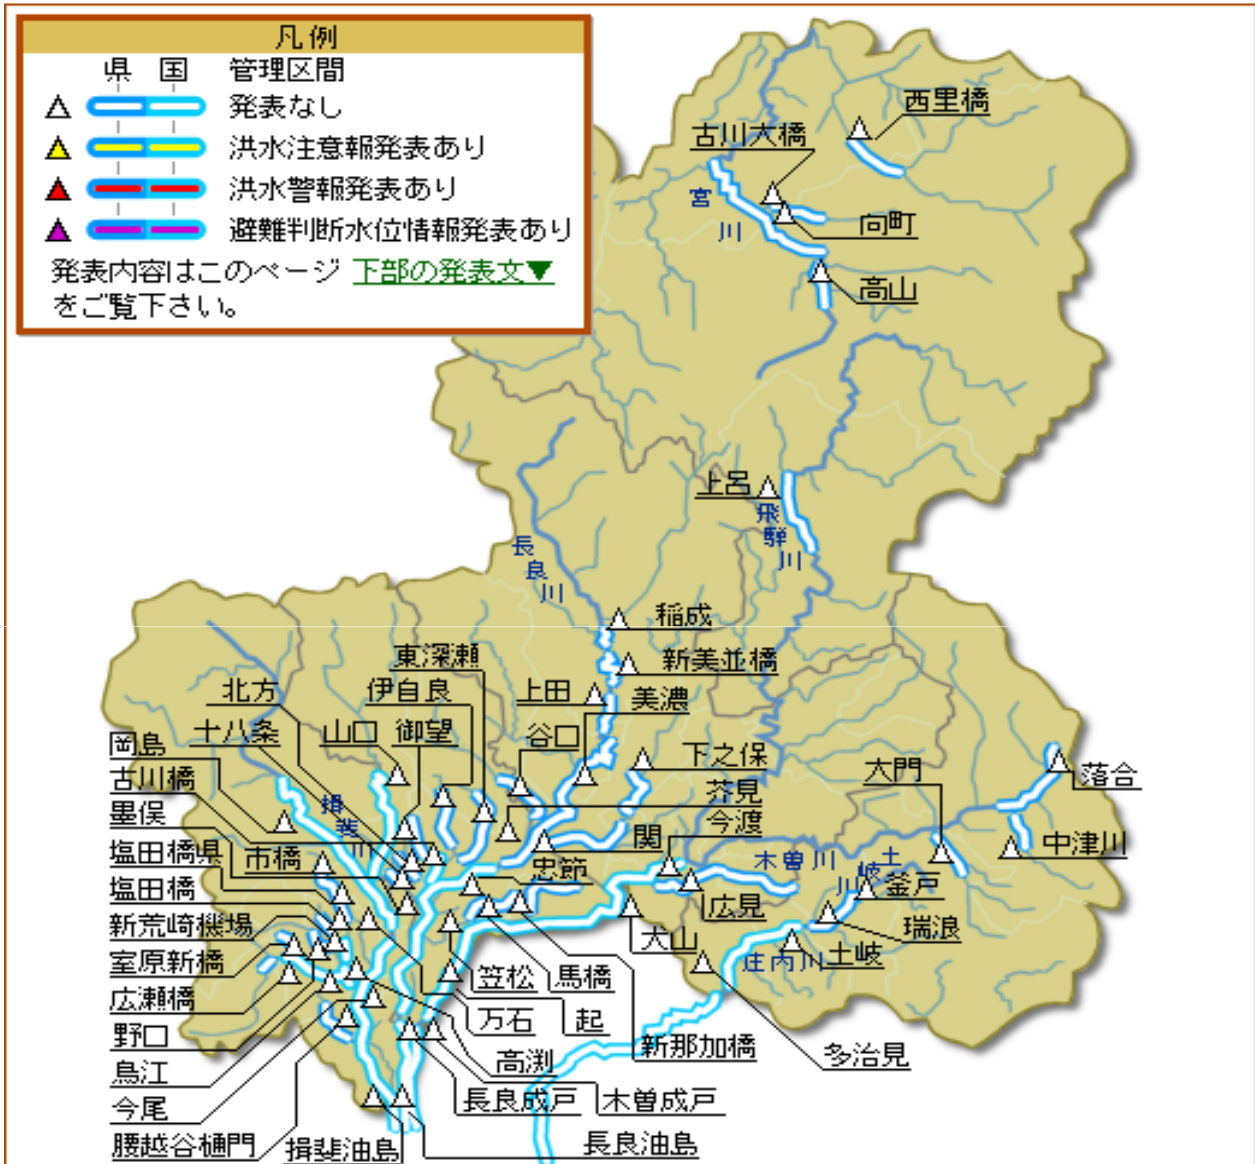 凡例
県 国 管理区間
発表なし
洪水注意報発表あり
洪水警報発表あり
避難判断水位情報発表あり
発表内容はこのページ 下部の発表文▼
をご覧下さい。
西里橋
古川大橋
宮川
向町
高山
上呂
飛騨川
長良川
稲成
新美並橋
東深瀬
北方
伊自良
上田
美濃
岡島
十八条
山口
御望
谷口
下之保
大門
落合
古川橋
揖斐川
芥見
墨俣
今渡
塩田橋県
市橋
関
木曽川
土岐川
中津川
塩田橋
忠節
釜戸
新荒崎機場
広見
瑞浪
室原新橋
犬山
庄内川
土岐
広瀬橋
笠松
馬橋
野口
万石
起
新那加橋
多治見
烏江
高渕
今尾
長良成戸
木曽成戸
腰越谷樋門
揖斐油島
長良油島